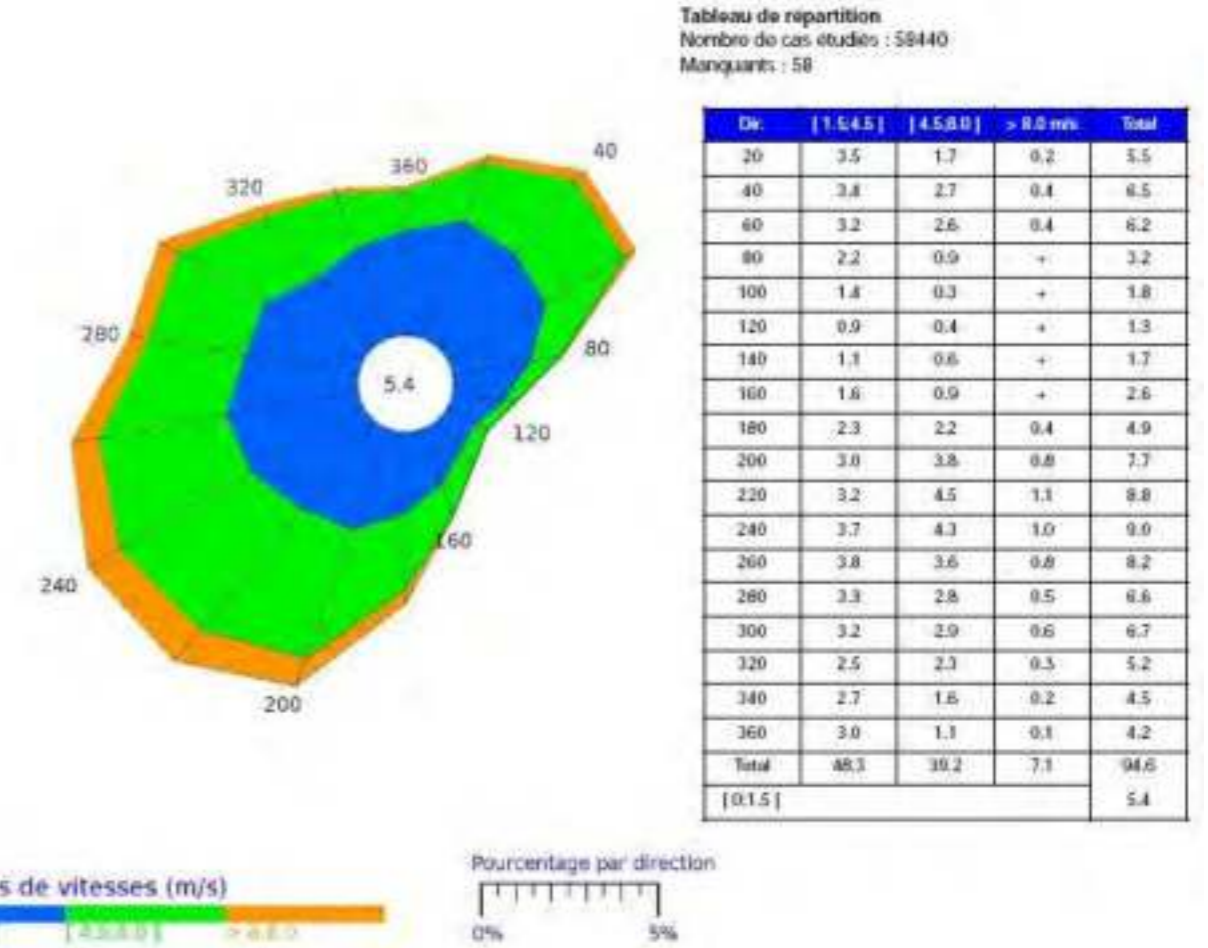 Tableau de répartition
Nombre de cas étudiés : 58440
Manquants : 58
Dir. [ 1.5;4.5 [ [ 4.5;8.0 ] > 8.0 m/s Total
20 3.5 1.7 0.2 5.5
40 3.4 2.7 0.4 6.5
60 3.2 2.6 0.4 6.2
80 2.2 0.9 + 3.2
100 1.4 0.3 + 1.8
120 0.9 0.4 + 1.3
140 1.1 0.6 + 1.7
160 1.6 0.9 + 2.6
180 2.3 2.2 0.4 4.9
200 3.0 3.8 0.8 7.7
220 3.2 4.5 1.1 8.8
240 3.7 4.3 1.0 9.0
260 3.8 3.6 0.8 8.2
280 3.3 2.8 0.5 6.6
300 3.2 2.9 0.6 6.7
320 2.5 2.3 0.3 5.2
340 2.7 1.6 0.2 4.5
360 3.0 1.1 0.1 4.2
Total 48.3 39.2 7.1 94.6
[ 0;1.5 [ 5.4
360
40
320
280
80
5.4
120
160
240
200
s de vitesses (m/s)
[ 4.5;8.0 ] > 8.0
Pourcentage par direction
0% 5%